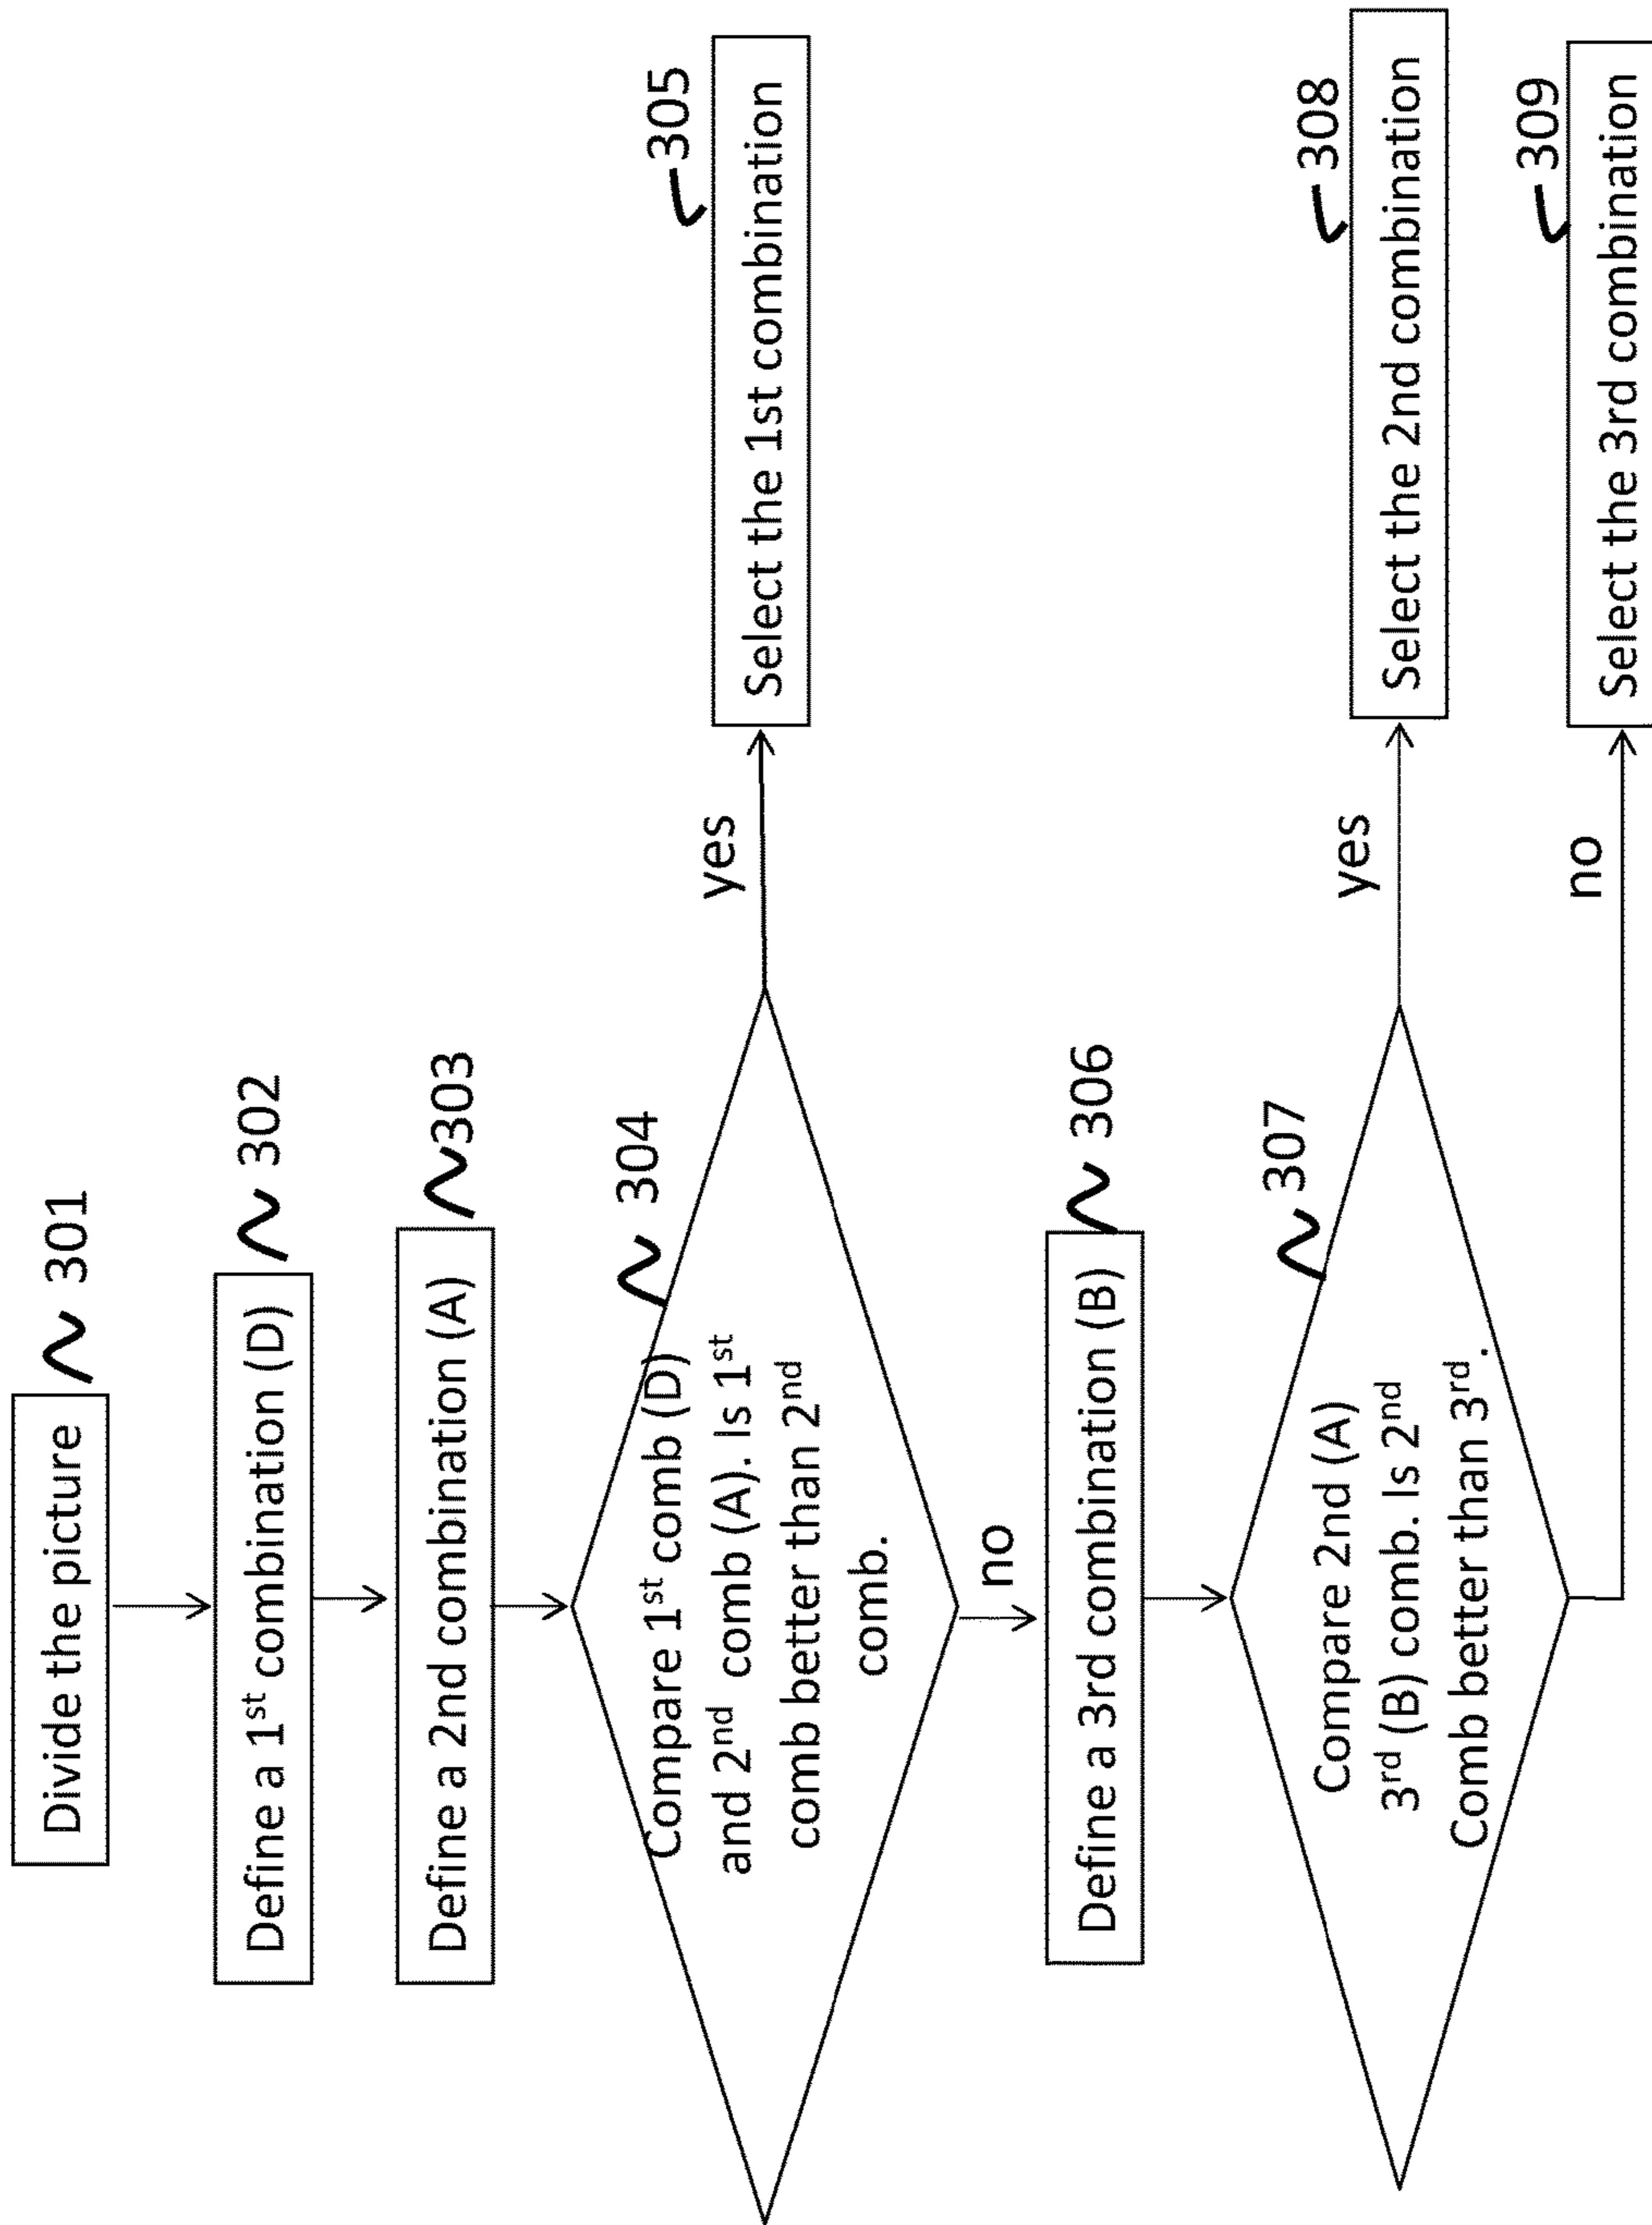 Divide the picture
301
Define a 1st combination (D)
302
Define a 2nd combination (A)
303
Compare 1st comb (D)
and 2nd comb (A). Is 1st
comb better than 2nd
comb.
304
yes
Select the 1st combination
305
no
Define a 3rd combination (B)
306
Compare 2nd (A)
3rd (B) comb. Is 2nd
Comb better than 3rd.
307
yes
Select the 2nd combination
308
no
Select the 3rd combination
309